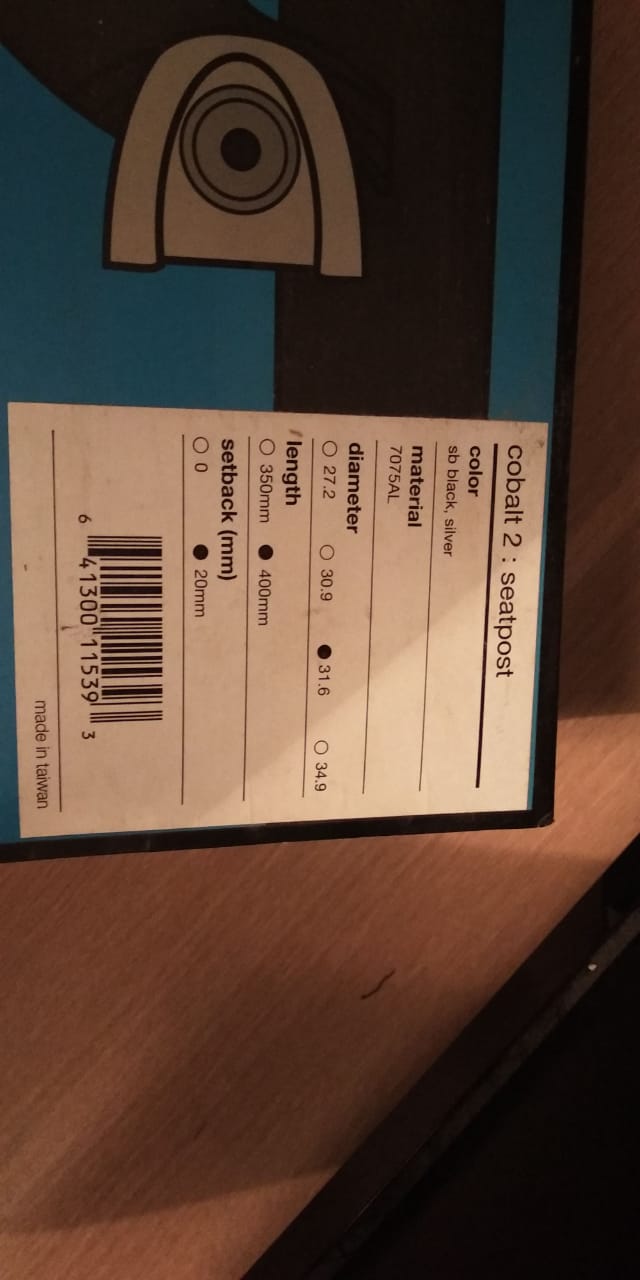 cobalt 2 : seatpost
color
sb black, silver
material
7075AL
diameter
○ 27.2 ○ 30.9 ● 31.6 ○ 34.9
length
○ 350mm ● 400mm
setback (mm)
○ 0 ● 20mm
6 41300 11539 3
made in taiwan